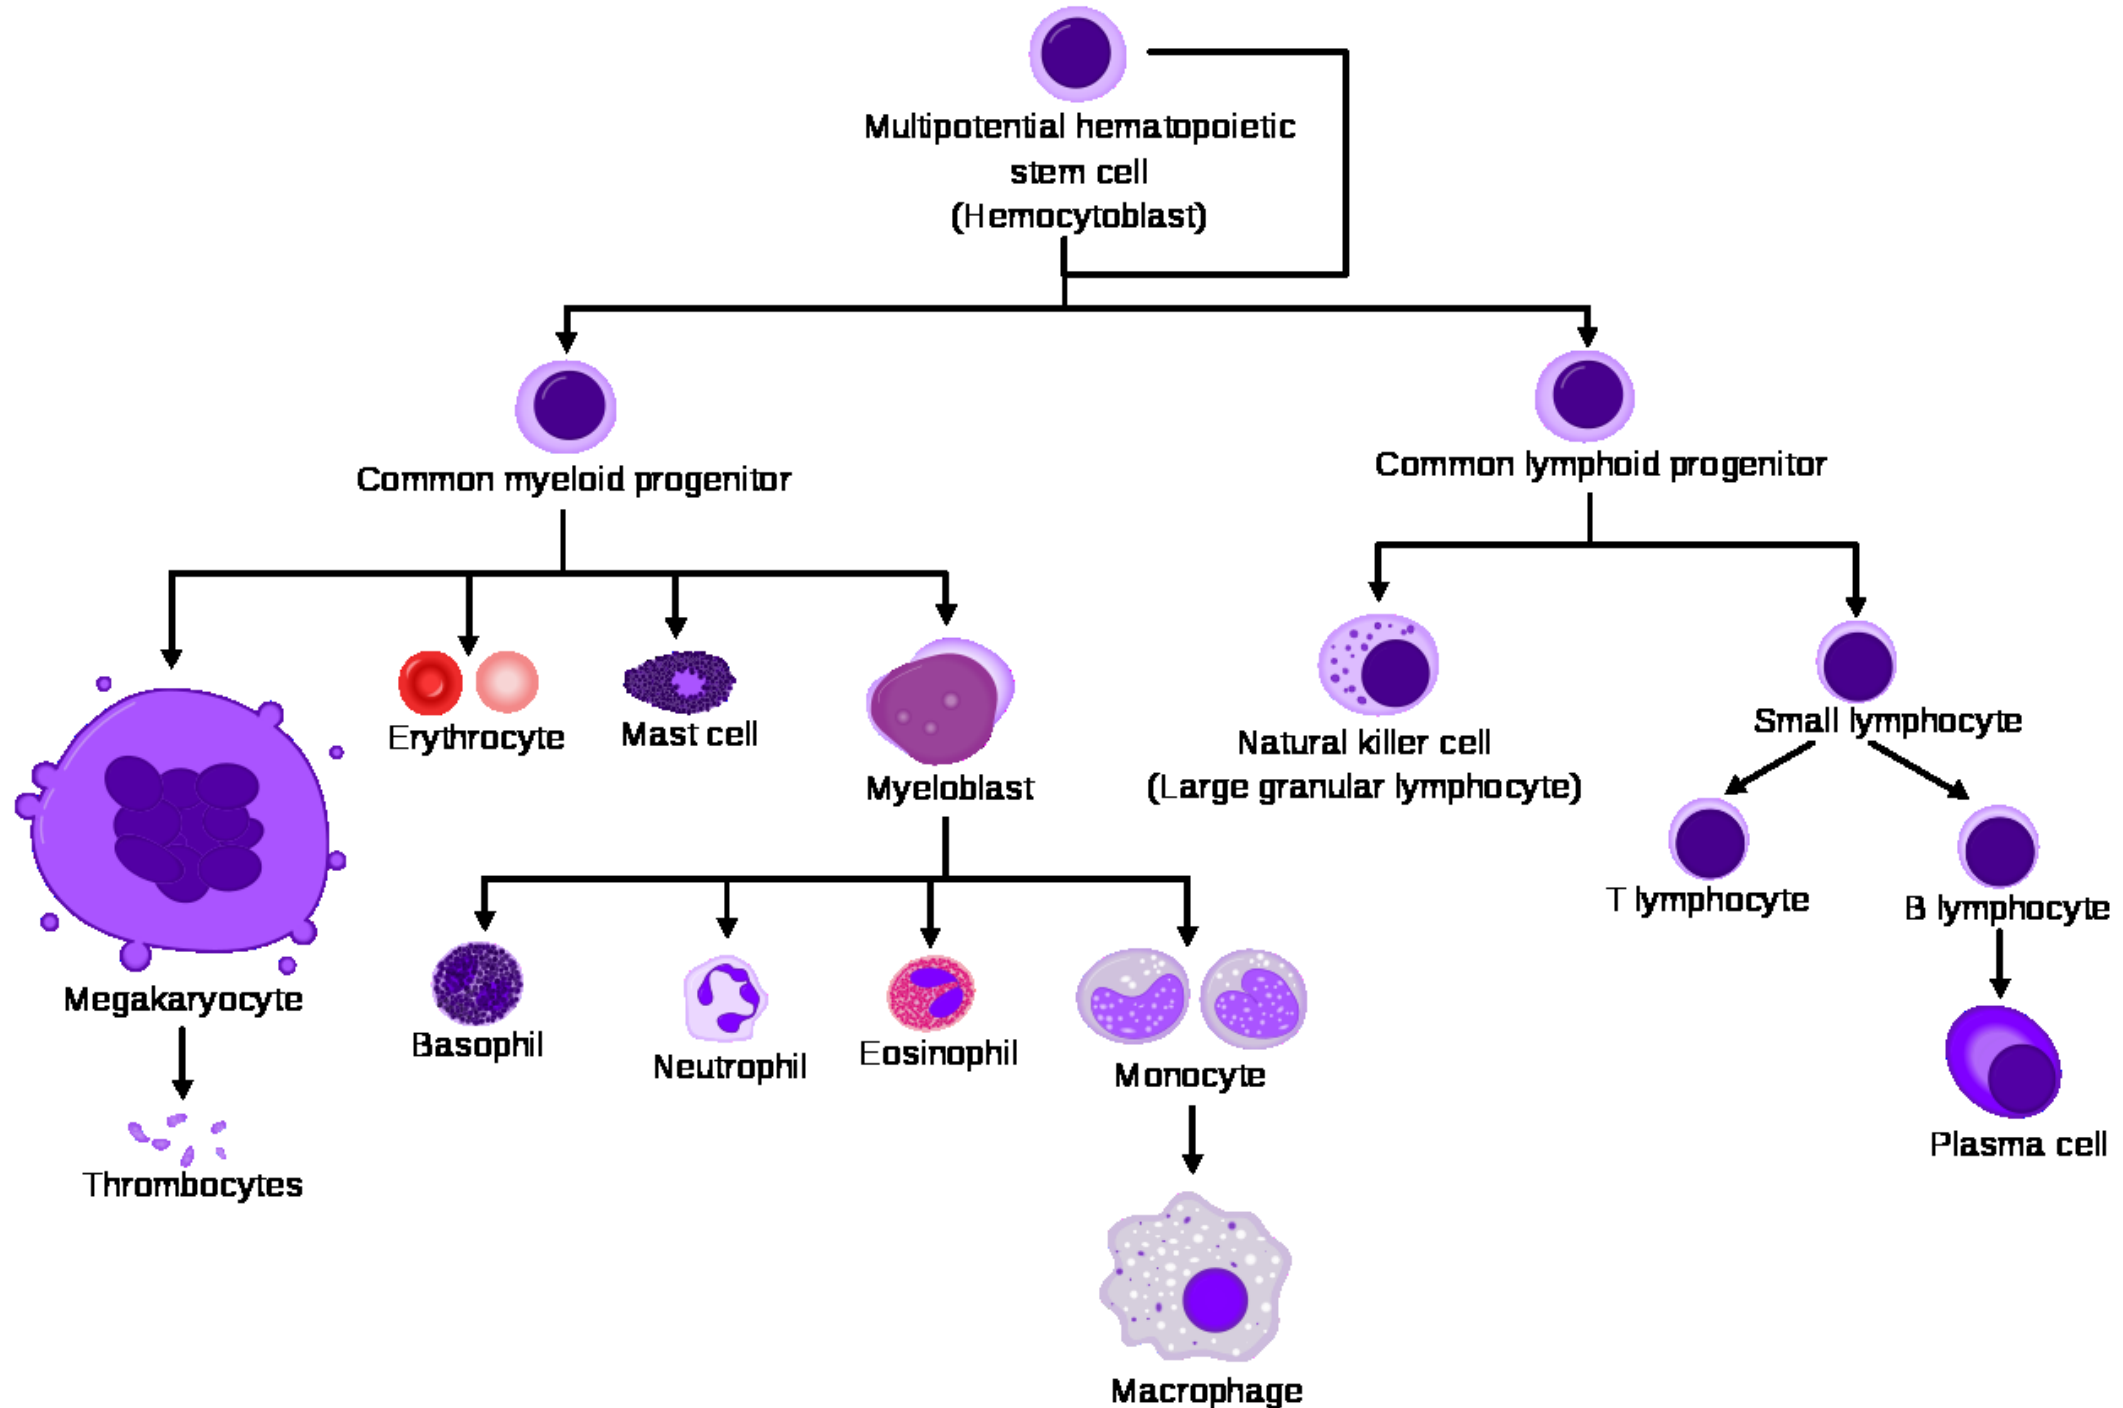 Multipotential hematopoietic
stem cell
(Hemocytoblast)
Common myeloid progenitor
Common lymphoid progenitor
Erythrocyte
Mast cell
Myeloblast
Natural killer cell
(Large granular lymphocyte)
Small lymphocyte
T lymphocyte
B lymphocyte
Megakaryocyte
Basophil
Neutrophil
Eosinophil
Monocyte
Plasma cell
Thrombocytes
Macrophage